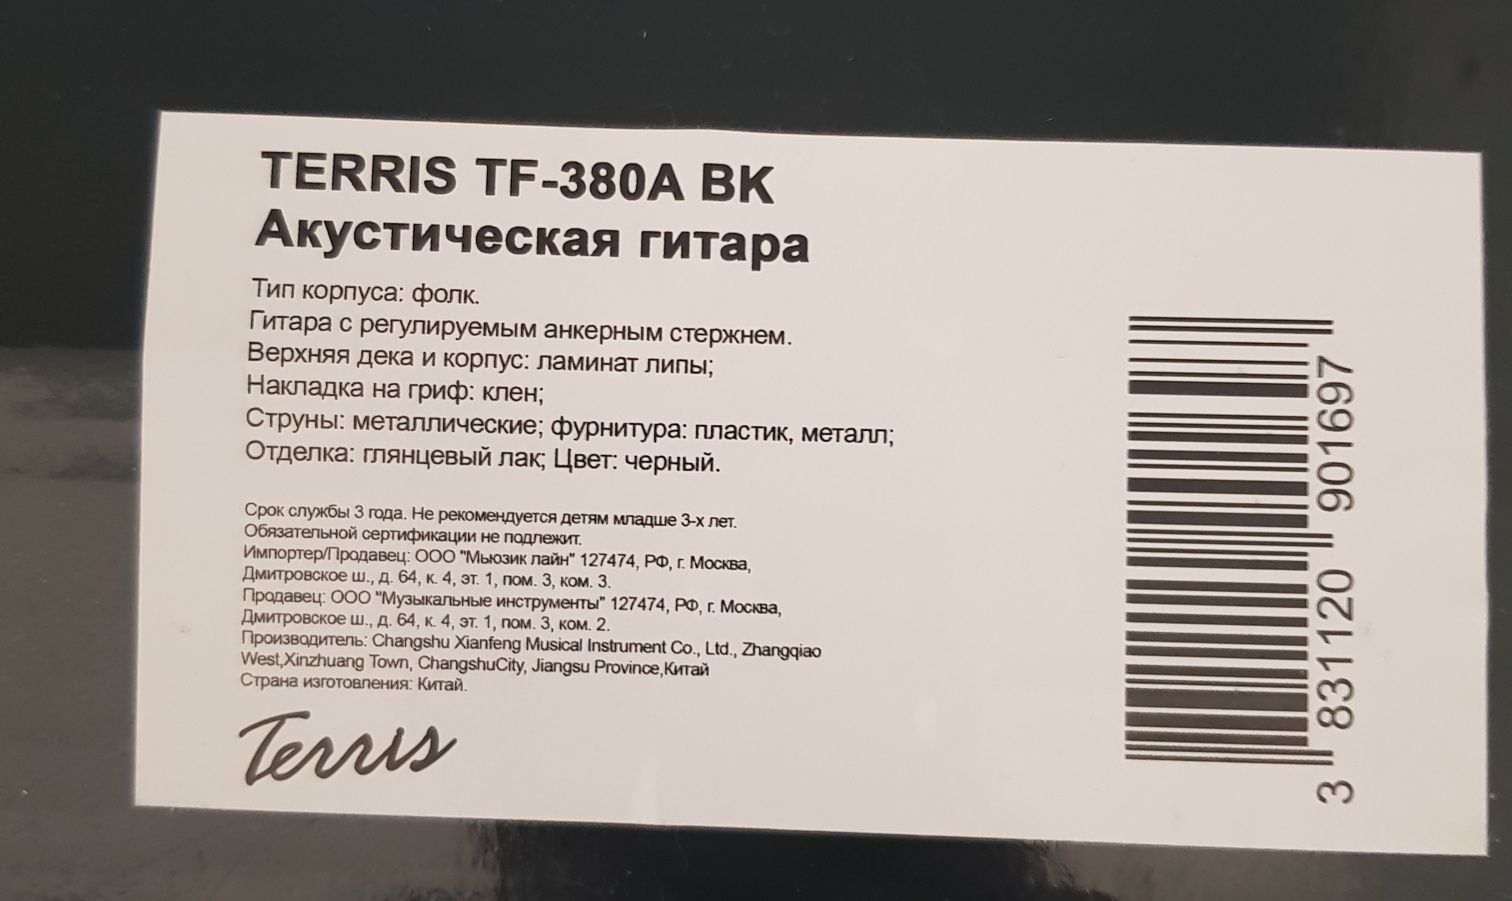 TERRIS TF-380A BK
Акустическая гитара
Тип корпуса: фолк.
Гитара с регулируемым анкерным стержнем.
Верхняя дека и корпус: ламинат липы;
Накладка на гриф: клен;
Струны: металлические; фурнитура: пластик, металл;
Отделка: глянцевый лак; Цвет: черный.
Срок службы 3 года. Не рекомендуется детям младше 3-х лет.
Обязательной сертификации не подлежит.
Импортер/Продавец: ООО "Мьюзик лайн" 127474, РФ, г. Москва,
Дмитровское ш., д. 64, к. 4, эт. 1, пом. 3, ком. 3.
Продавец: ООО "Музыкальные инструменты" 127474, РФ, г. Москва,
Дмитровское ш., д. 64, к. 4, эт. 1, пом. 3, ком. 2.
Производитель: Changshu Xianfeng Musical Instrument Co., Ltd., Zhangqiao
West,Xinzhuang Town, ChangshuCity, Jiangsu Province,Китай
Страна изготовления: Китай.
Terris
3 831120 901697